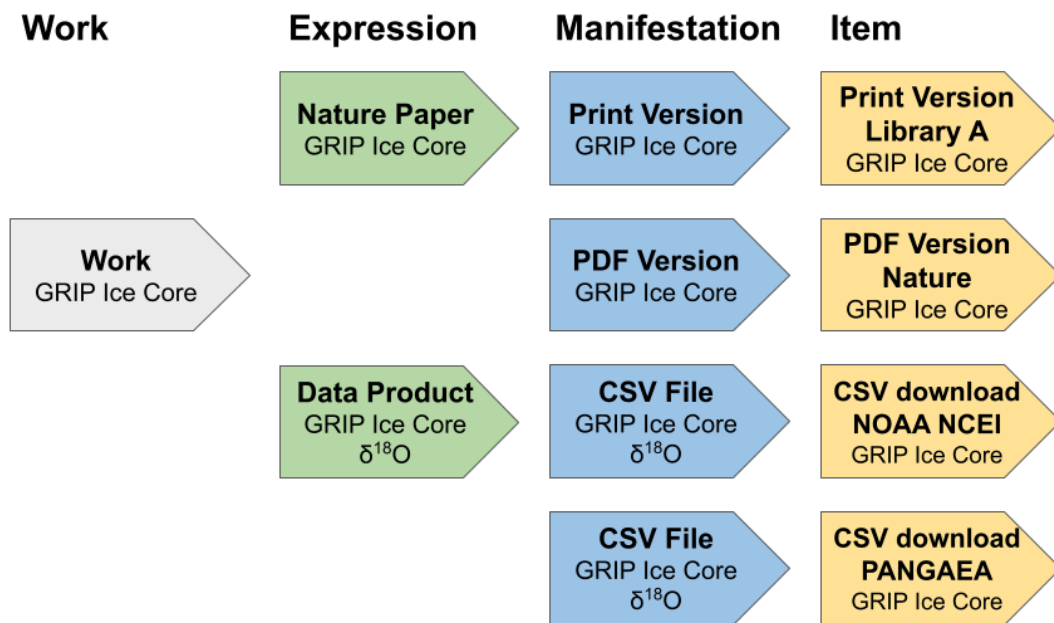 Work Expression Manifestation Item
Nature Paper
GRIP Ice Core
Print Version
GRIP Ice Core
Print Version
Library A
GRIP Ice Core
Work
GRIP Ice Core
PDF Version
GRIP Ice Core
PDF Version
Nature
GRIP Ice Core
Data Product
GRIP Ice Core
δ¹⁸O
CSV File
GRIP Ice Core
δ¹⁸O
CSV download
NOAA NCEI
GRIP Ice Core
CSV File
GRIP Ice Core
δ¹⁸O
CSV download
PANGAEA
GRIP Ice Core